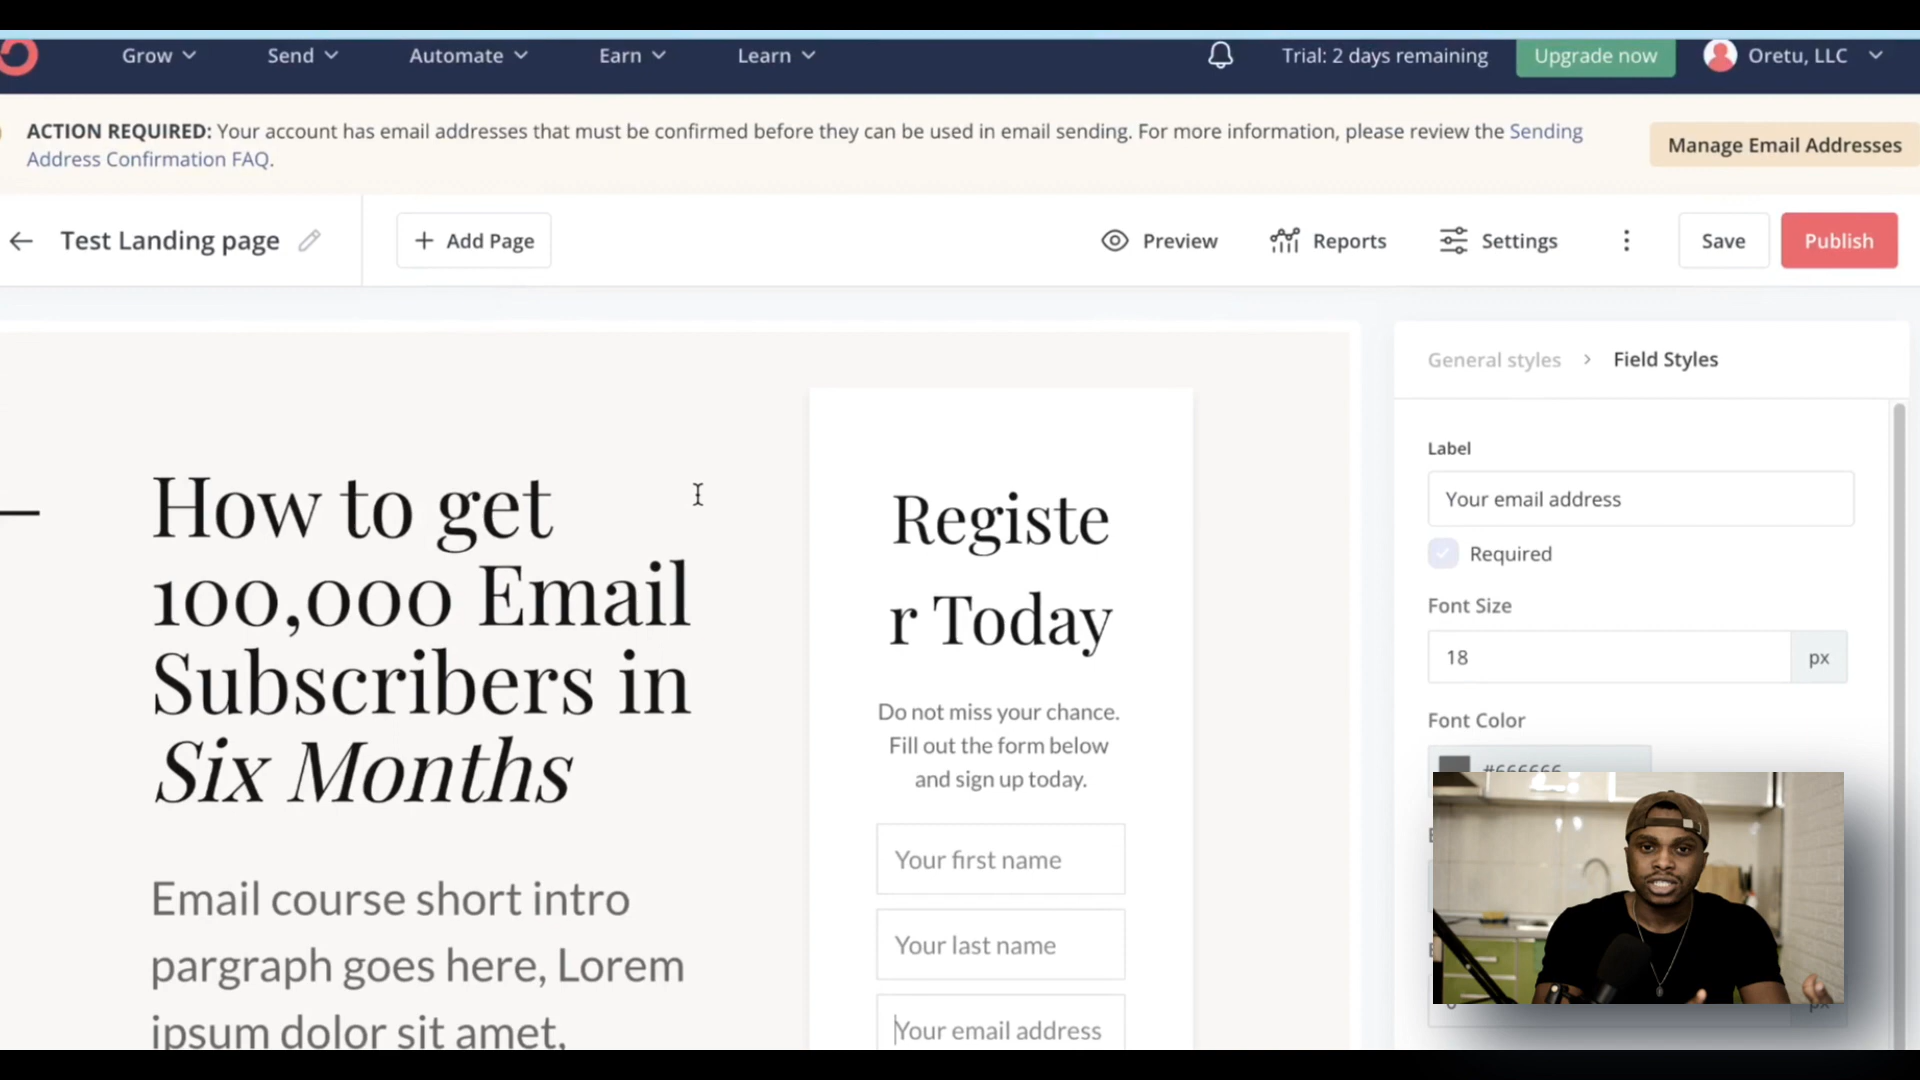 Grow Send Automate Earn Learn Trial: 2 days remaining Upgrade now Oretu, LLC
ACTION REQUIRED: Your account has email addresses that must be confirmed before they can be used in email sending. For more information, please review the Sending
Address Confirmation FAQ.
Manage Email Addresses
Test Landing page
Add Page
Preview
Reports
Settings
Save
Publish
How to get
100,000 Email
Subscribers in
Six Months
Email course short intro
pargraph goes here, Lorem
ipsum dolor sit amet,
Registe
r Today
Do not miss your chance.
Fill out the form below
and sign up today.
Your first name
Your last name
Your email address
General styles > Field Styles
Label
Your email address
Required
Font Size
18 px
Font Color
#666666
px